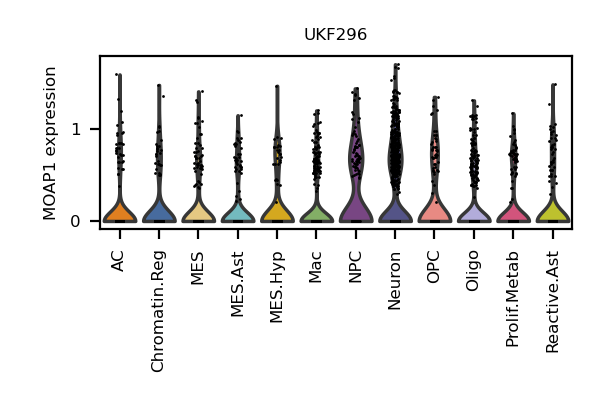 UKF296
MOAP1 expression
1
0
AC
Chromatin.Reg
MES
MES.Ast
MES.Hyp
Mac
NPC
Neuron
OPC
Oligo
Prolif.Metab
Reactive.Ast